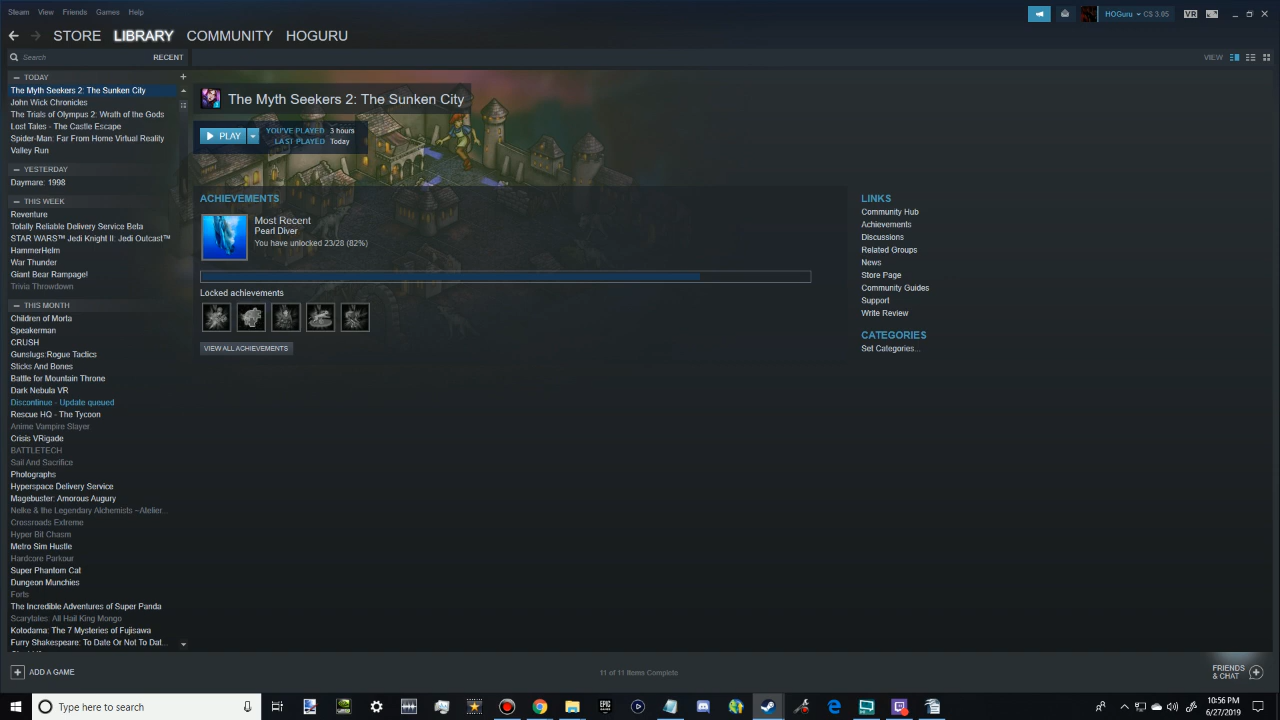 Steam View Friends Games Help
HOGuru C$ 3.05 VR
STORE LIBRARY COMMUNITY HOGURU
Search RECENT
VIEW
— TODAY +
The Myth Seekers 2: The Sunken City
John Wick Chronicles
The Trials of Olympus 2: Wrath of the Gods
Lost Tales - The Castle Escape
Spider-Man: Far From Home Virtual Reality
Valley Run
— YESTERDAY
Daymare: 1998
— THIS WEEK
Reventure
Totally Reliable Delivery Service Beta
STAR WARS™ Jedi Knight II: Jedi Outcast™
HammerHelm
War Thunder
Giant Bear Rampage!
Trivia Throwdown
— THIS MONTH
Children of Morta
Speakerman
CRUSH
Gunslugs:Rogue Tactics
Sticks And Bones
Battle for Mountain Throne
Dark Nebula VR
Discontinue - Update queued
Rescue HQ - The Tycoon
Anime Vampire Slayer
Crisis VRigade
BATTLETECH
Sail And Sacrifice
Photographs
Hyperspace Delivery Service
Magebuster: Amorous Augury
Nelke & the Legendary Alchemists ~Atelier...
Crossroads Extreme
Hyper Bit Chasm
Metro Sim Hustle
Hardcore Parkour
Super Phantom Cat
Dungeon Munchies
Forts
The Incredible Adventures of Super Panda
Scarytales: All Hail King Mongo
Kotodama: The 7 Mysteries of Fujisawa
Furry Shakespeare: To Date Or Not To Dat...
The Myth Seekers 2: The Sunken City
PLAY
YOU'VE PLAYED 3 hours
LAST PLAYED Today
ACHIEVEMENTS
Most Recent
Pearl Diver
You have unlocked 23/28 (82%)
Locked achievements
VIEW ALL ACHIEVEMENTS
LINKS
Community Hub
Achievements
Discussions
Related Groups
News
Store Page
Community Guides
Support
Write Review
CATEGORIES
Set Categories...
+ ADD A GAME
11 of 11 Items Complete
FRIENDS
& CHAT
Type here to search
EPIC
10:56 PM
6/27/2019